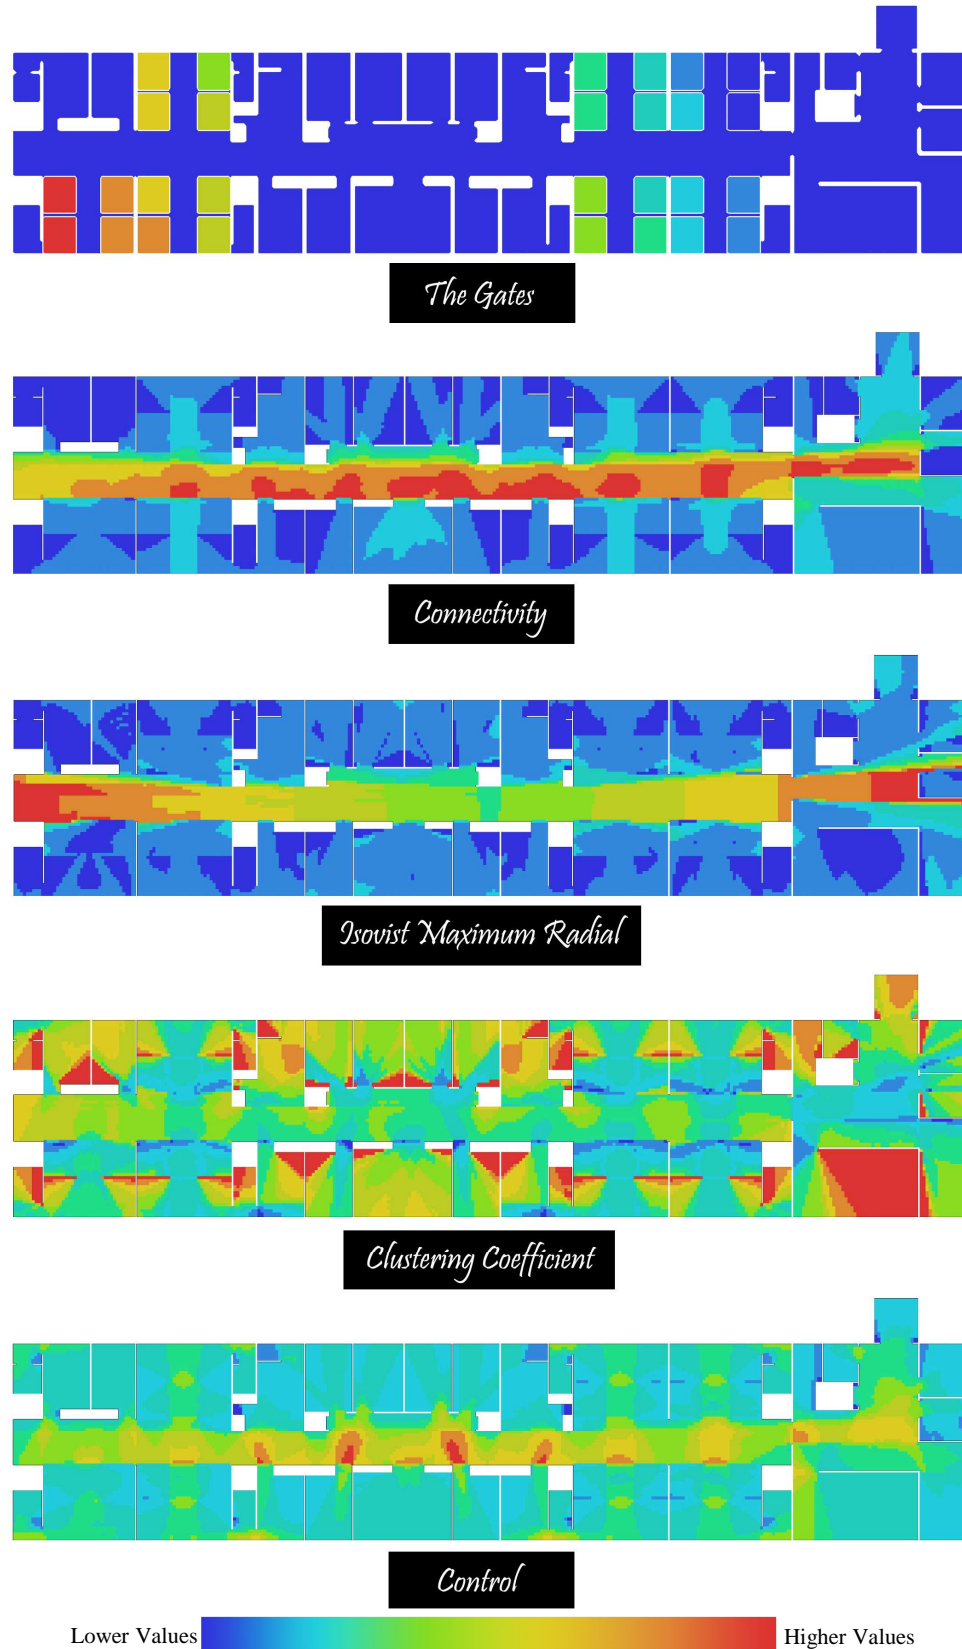 The Gates
Connectivity
Isovist Maximum Radial
Clustering Coefficient
Control
Lower Values Higher Values